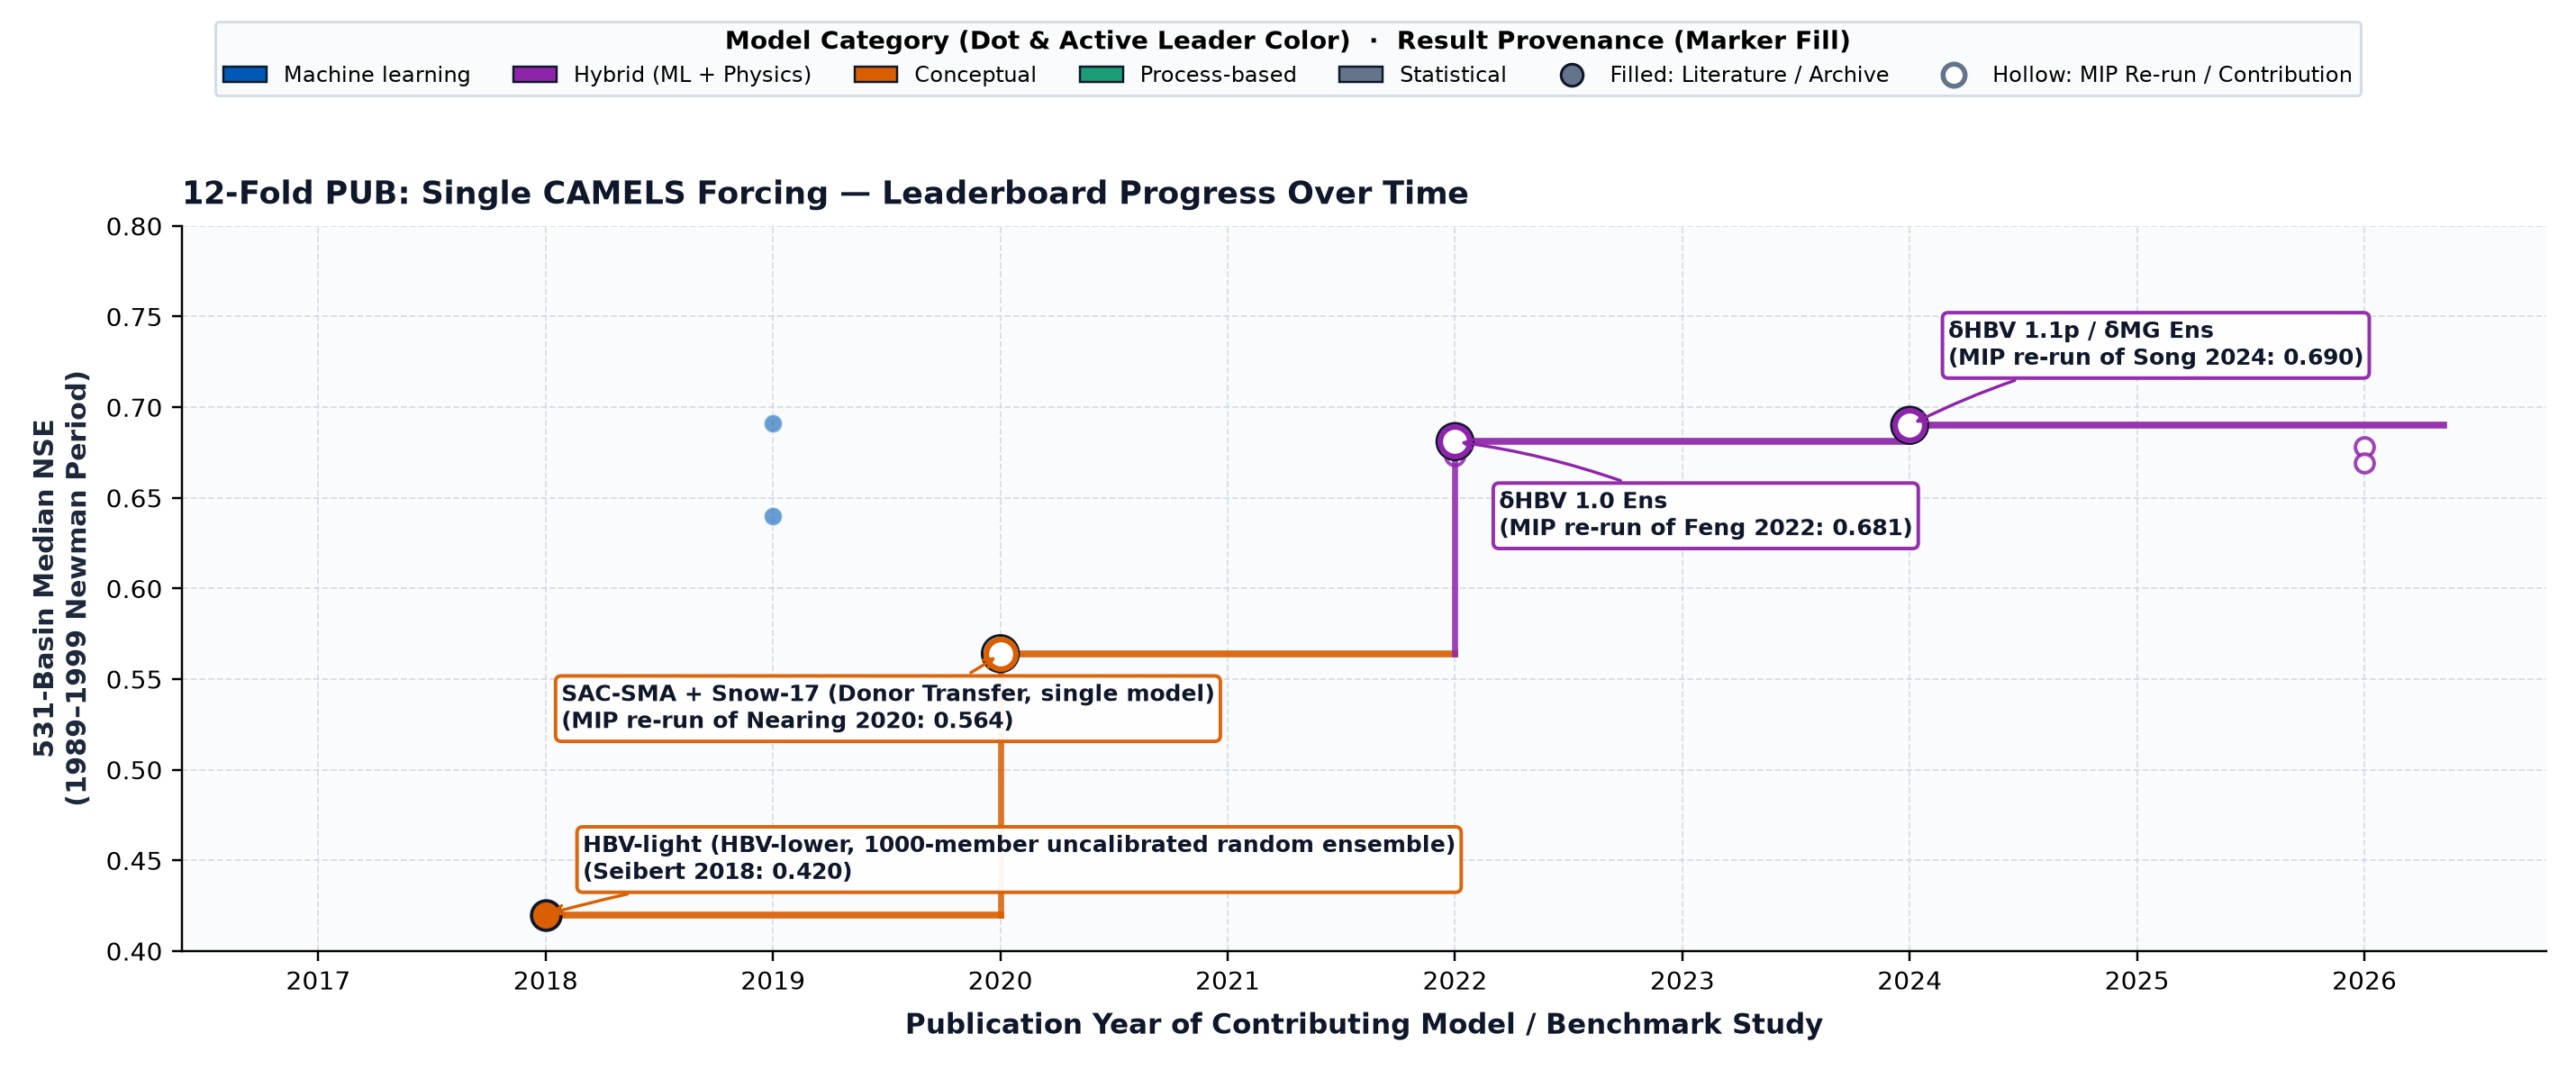 Model Category (Dot & Active Leader Color)  ·  Result Provenance (Marker Fill)
Machine learning
Hybrid (ML + Physics)
Conceptual
Process-based
Statistical
Filled: Literature / Archive
Hollow: MIP Re-run / Contribution
12-Fold PUB: Single CAMELS Forcing — Leaderboard Progress Over Time
531-Basin Median NSE
(1989–1999 Newman Period)
0.80
0.75
0.70
0.65
0.60
0.55
0.50
0.45
0.40
δHBV 1.1p / δMG Ens
(MIP re-run of Song 2024: 0.690)
δHBV 1.0 Ens
(MIP re-run of Feng 2022: 0.681)
SAC-SMA + Snow-17 (Donor Transfer, single model)
(MIP re-run of Nearing 2020: 0.564)
HBV-light (HBV-lower, 1000-member uncalibrated random ensemble)
(Seibert 2018: 0.420)
2017
2018
2019
2020
2021
2022
2023
2024
2025
2026
Publication Year of Contributing Model / Benchmark Study